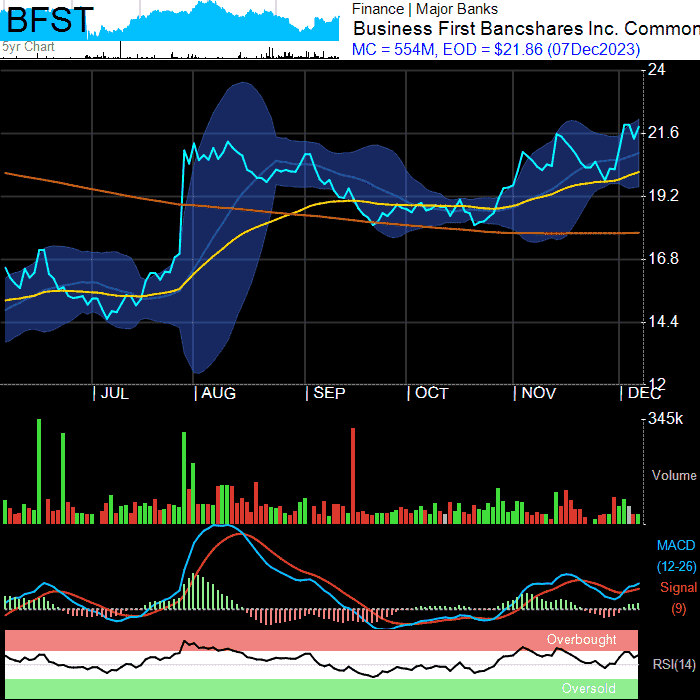 BFST
5yr Chart
Finance | Major Banks
Business First Bancshares Inc. Common
MC = 554M, EOD = $21.86 (07Dec2023)
24
21.6
19.2
16.8
14.4
12
JUL AUG SEP OCT NOV DEC
345k
Volume
MACD
(12-26)
Signal
(9)
Overbought
RSI(14)
Oversold